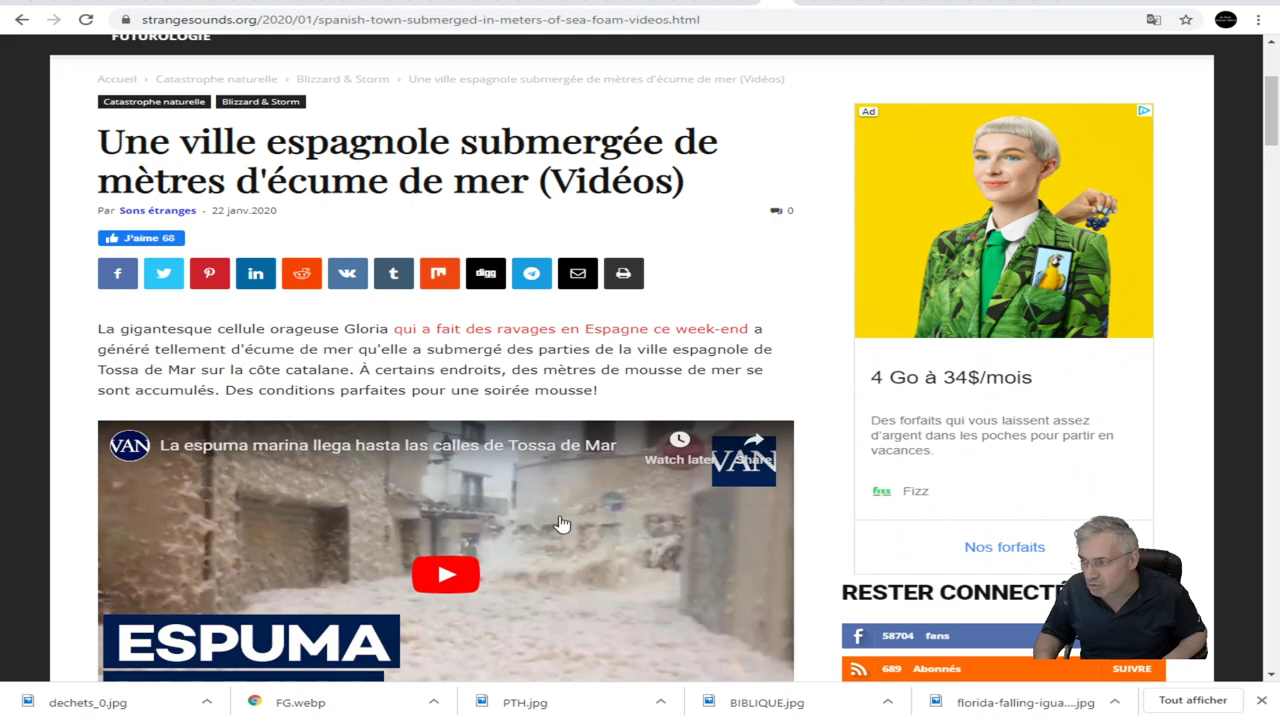 strangesounds.org/2020/01/spanish-town-submerged-in-meters-of-sea-foam-videos.html
FUTUROLOGIE
Accueil › Catastrophe naturelle › Blizzard & Storm › Une ville espagnole submergée de mètres d'écume de mer (Vidéos)
Catastrophe naturelle Blizzard & Storm
Une ville espagnole submergée de
mètres d'écume de mer (Vidéos)
Par Sons étranges - 22 janv.2020
0
J'aime 68
digg
La gigantesque cellule orageuse Gloria qui a fait des ravages en Espagne ce week-end a
généré tellement d'écume de mer qu'elle a submergé des parties de la ville espagnole de
Tossa de Mar sur la côte catalane. À certains endroits, des mètres de mousse de mer se
sont accumulés. Des conditions parfaites pour une soirée mousse!
VAN La espuma marina llega hasta las calles de Tossa de Mar
Watch later Share
VAN
ESPUMA
Ad
4 Go à 34$/mois
Des forfaits qui vous laissent assez
d'argent dans les poches pour partir en
vacances.
fizz Fizz
Nos forfaits
RESTER CONNECTÉ
58704 fans
689 Abonnés SUIVRE
dechets_0.jpg FG.webp PTH.jpg BIBLIQUE.jpg florida-falling-igua....jpg Tout afficher